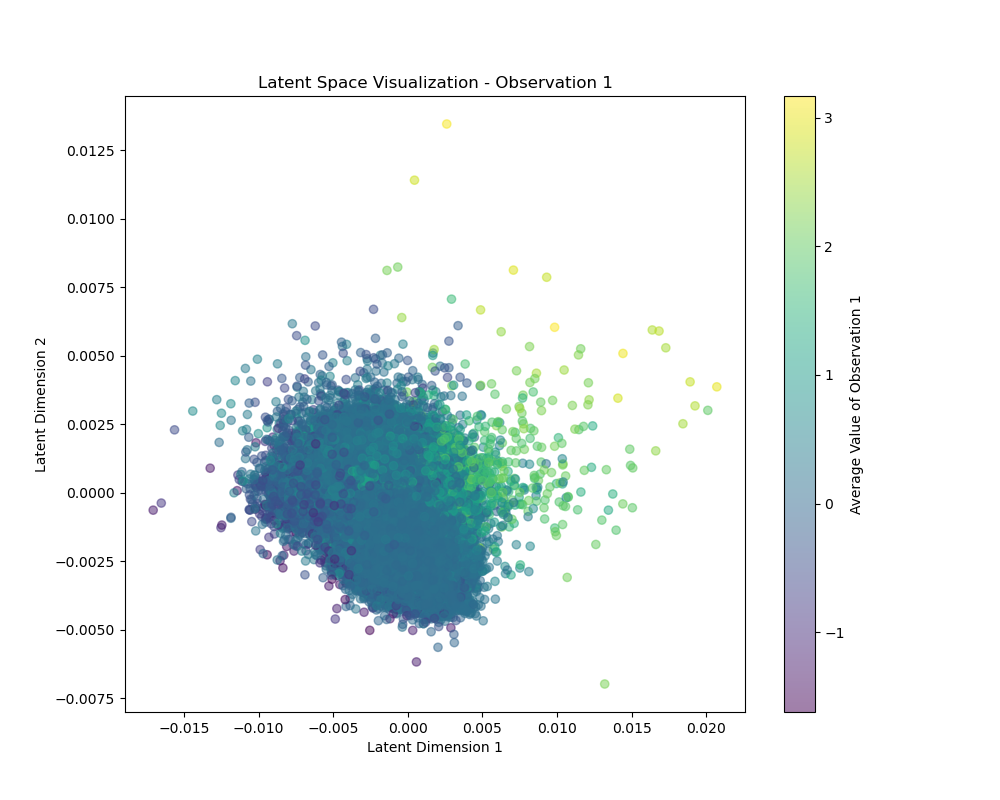 Latent Space Visualization - Observation 1
0.0125
0.0100
0.0075
0.0050
0.0025
0.0000
−0.0025
−0.0050
−0.0075
Latent Dimension 2
−0.015 −0.010 −0.005 0.000 0.005 0.010 0.015 0.020
Latent Dimension 1
3
2
1
0
−1
Average Value of Observation 1